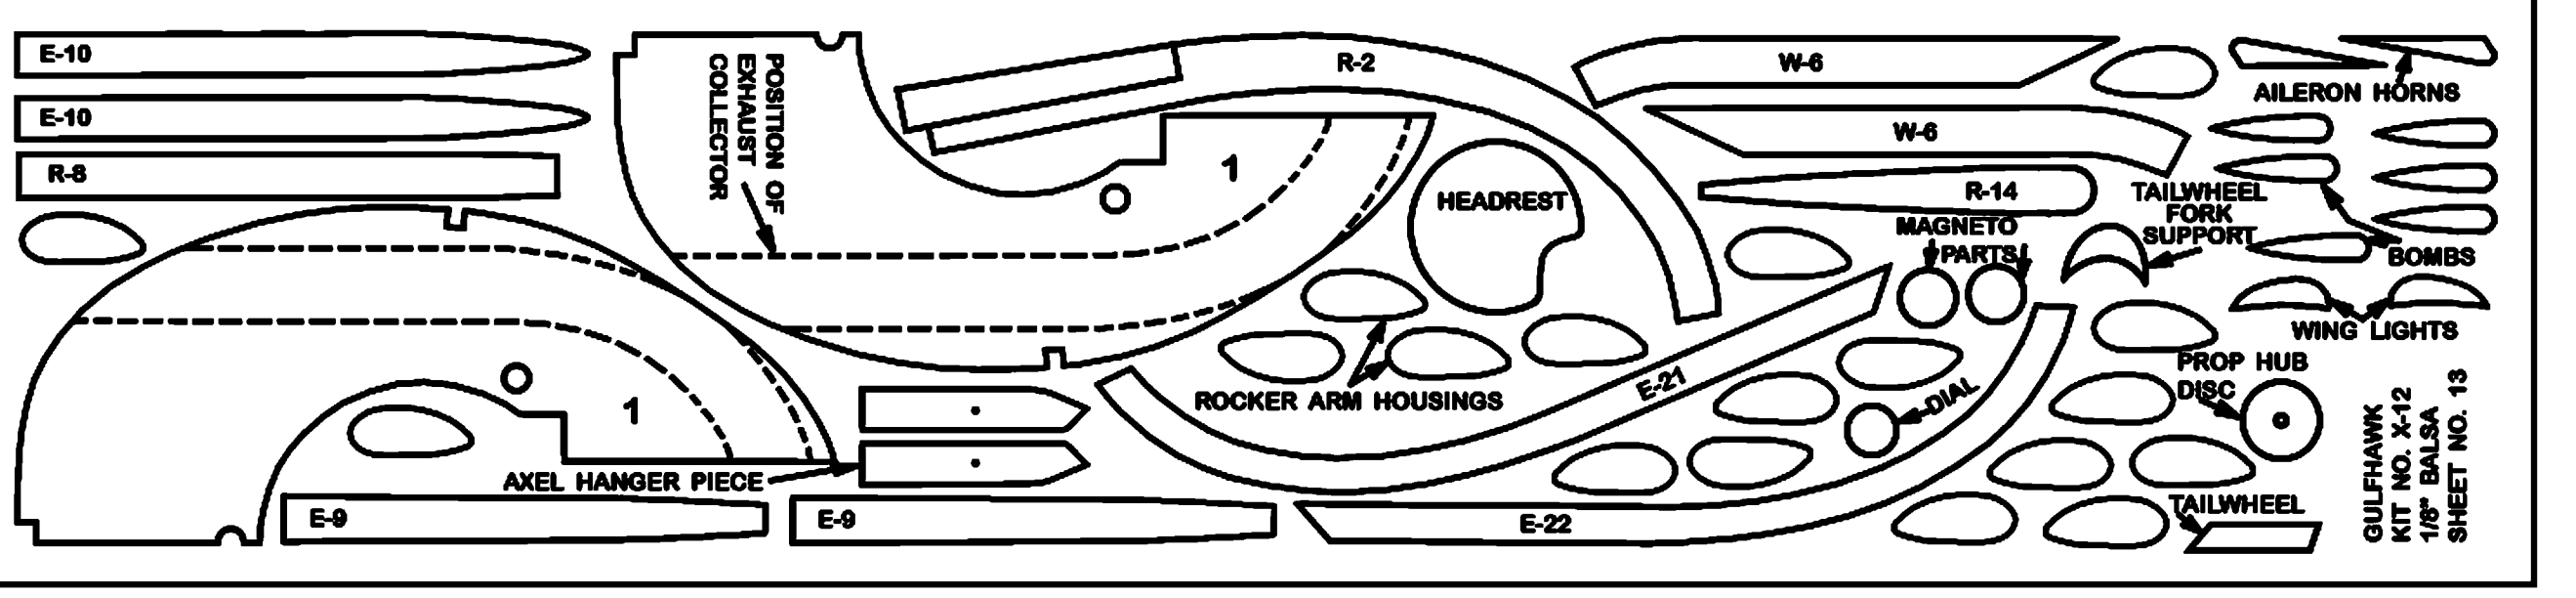 E-10
E-10
R-8
POSITION OF
EXHAUST
COLLECTOR
1
R-2
HEADREST
W-6
W-6
R-14
AILERON HORNS
TAILWHEEL
FORK
SUPPORT
MAGNETO
PARTS
BOMBS
WING LIGHTS
ROCKER ARM HOUSINGS
E-21
DIAL
PROP HUB
DISC
1
AXEL HANGER PIECE
E-9
E-9
E-22
TAILWHEEL
GULFHAWK
KIT NO. X-12
1/8" BALSA
SHEET NO. 13